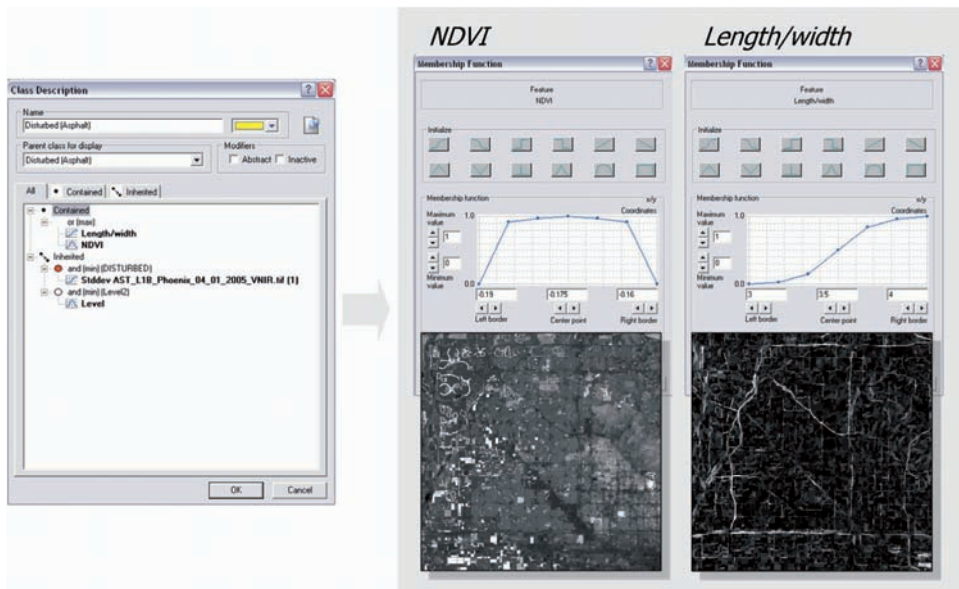 Class Description
Name
Disturbed (Asphalt)
Parent class for display
Disturbed (Asphalt)
Modifiers
Abstract
Inactive
All
Contained
Inherited
Contained
or (max)
Length/width
NDVI
Inherited
and (min) (DISTURBED)
Stddev AST_L1B_Phoenix_04_01_2005_VNIR.tif (1)
and (min) (Level2)
Level
OK
Cancel
NDVI
Membership Function
Feature
NDVI
Initialize
Membership function
x/y
Coordinates
Maximum
value
1
0
Minimum
value
1.0
0.0
-0.19
-0.175
-0.16
Left border
Center point
Right border
Length/width
Membership Function
Feature
Length/width
Initialize
Membership function
x/y
Coordinates
Maximum
value
1
0
Minimum
value
1.0
0.0
3
3.5
4
Left border
Center point
Right border